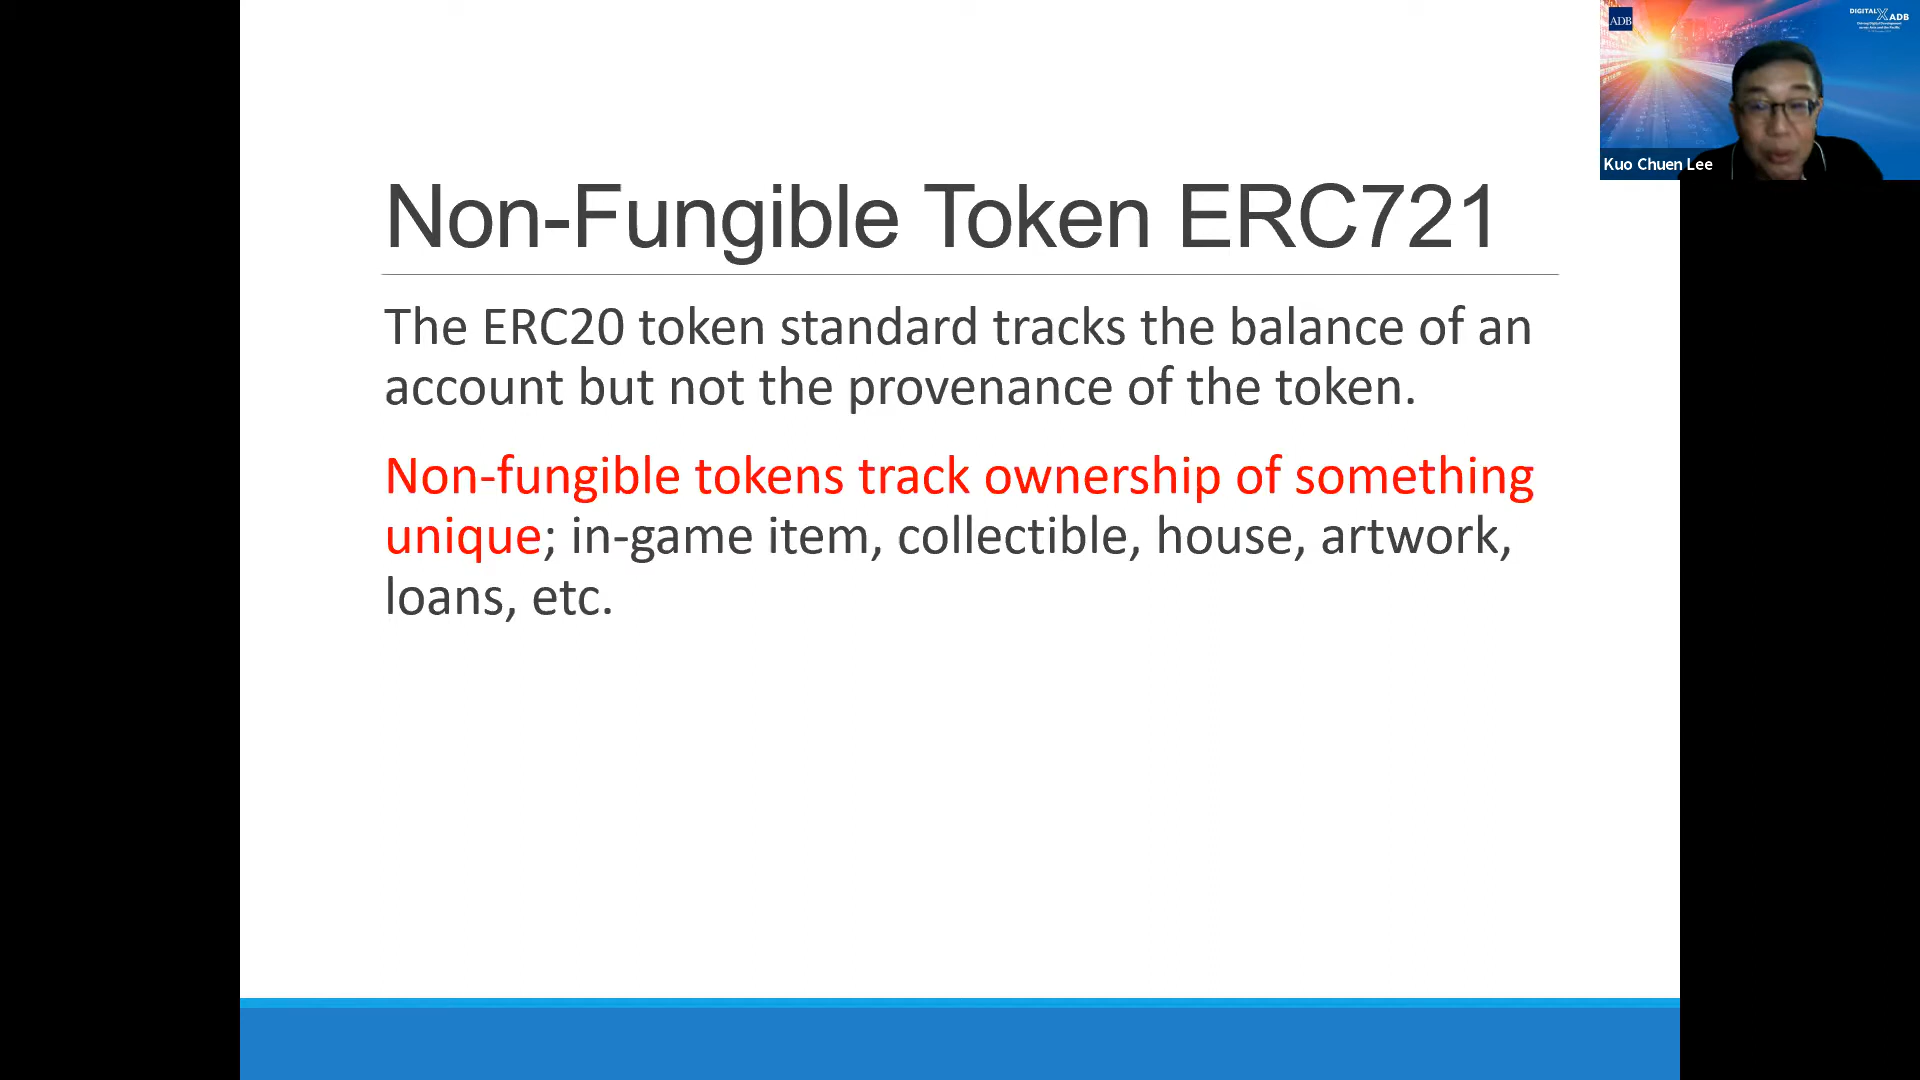 ADB
DIGITAL X ADB
Kuo Chuen Lee
Non-Fungible Token ERC721
The ERC20 token standard tracks the balance of an
account but not the provenance of the token.
Non-fungible tokens track ownership of something
unique; in-game item, collectible, house, artwork,
loans, etc.